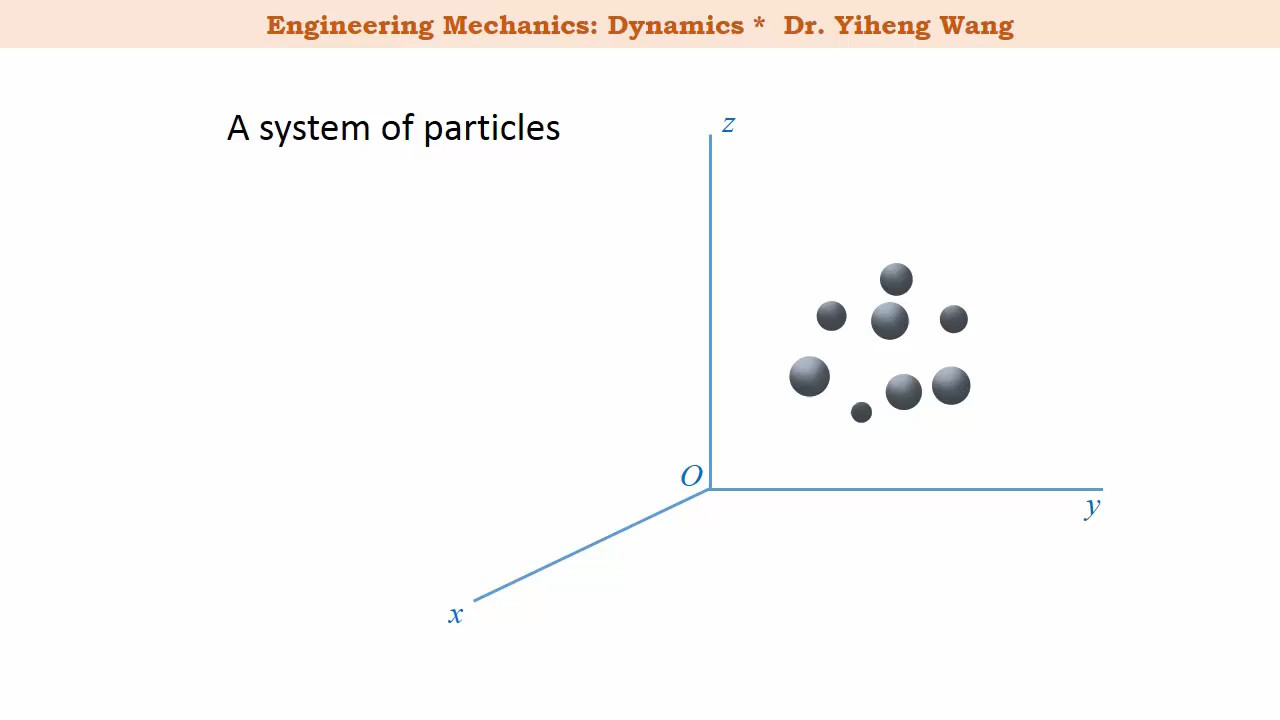 Engineering Mechanics: Dynamics * Dr. Yiheng Wang
A system of particles
z
O
y
x